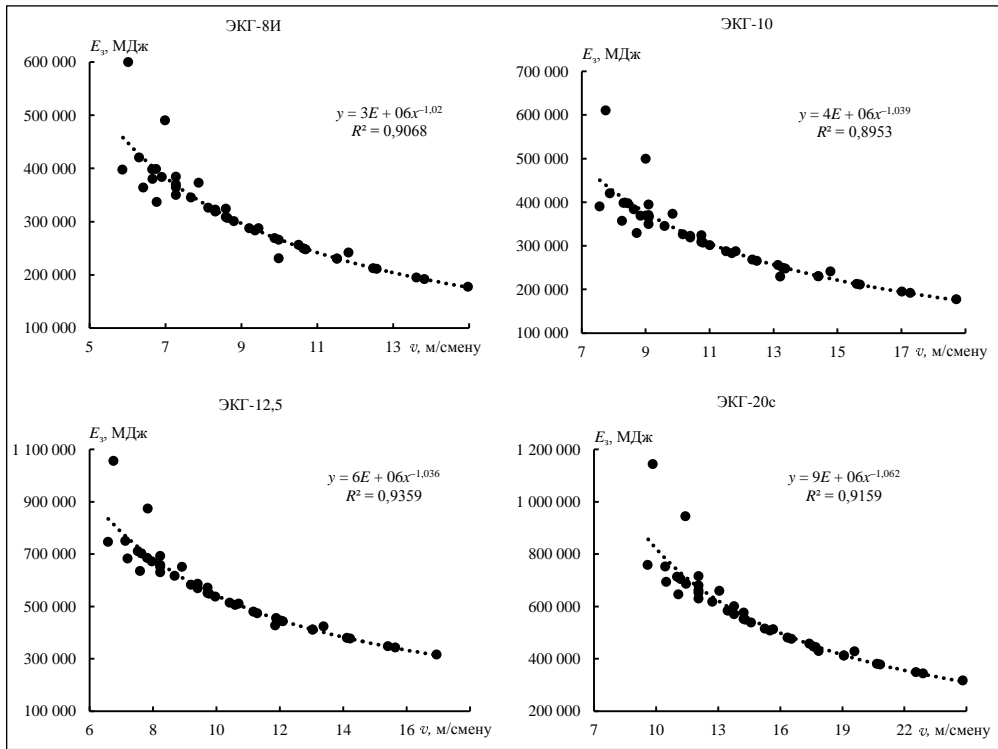 ЭКГ-8И
Eз, МДж
600 000
500 000
400 000
300 000
200 000
100 000
y = 3E + 06x–1,02
R² = 0,9068
5 7 9 11 13 v, м/смену
ЭКГ-10
Eз, МДж
700 000
600 000
500 000
400 000
300 000
200 000
100 000
y = 4E + 06x–1,039
R² = 0,8953
7 9 11 13 15 17 v, м/смену
ЭКГ-12,5
Eз, МДж
1 100 000
900 000
700 000
500 000
300 000
100 000
y = 6E + 06x–1,036
R² = 0,9359
6 8 10 12 14 16 v, м/смену
ЭКГ-20с
Eз, МДж
1 200 000
1 000 000
800 000
600 000
400 000
200 000
y = 9E + 06x–1,062
R² = 0,9159
7 10 13 16 19 22 v, м/смену